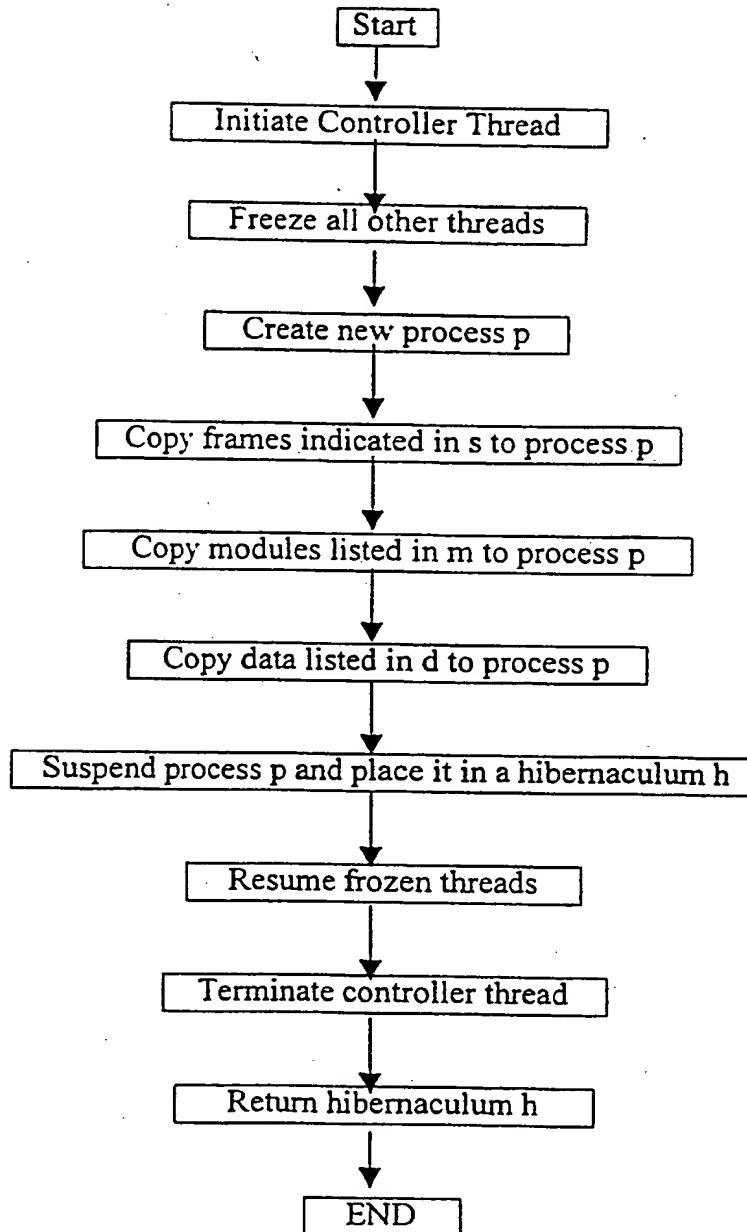 Start
Initiate Controller Thread
Freeze all other threads
Create new process p
Copy frames indicated in s to process p
Copy modules listed in m to process p
Copy data listed in d to process p
Suspend process p and place it in a hibernaculum h
Resume frozen threads
Terminate controller thread
Return hibernaculum h
END